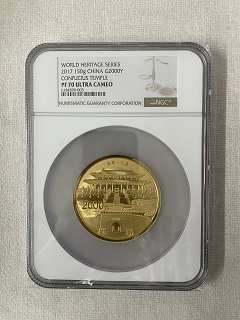 WORLD HERITAGE SERIES
2017 150g CHINA G2000Y
CONFUCIUS TEMPLE
PF 70 ULTRA CAMEO
NUMISMATIC GUARANTY CORPORATION
NGC
2000